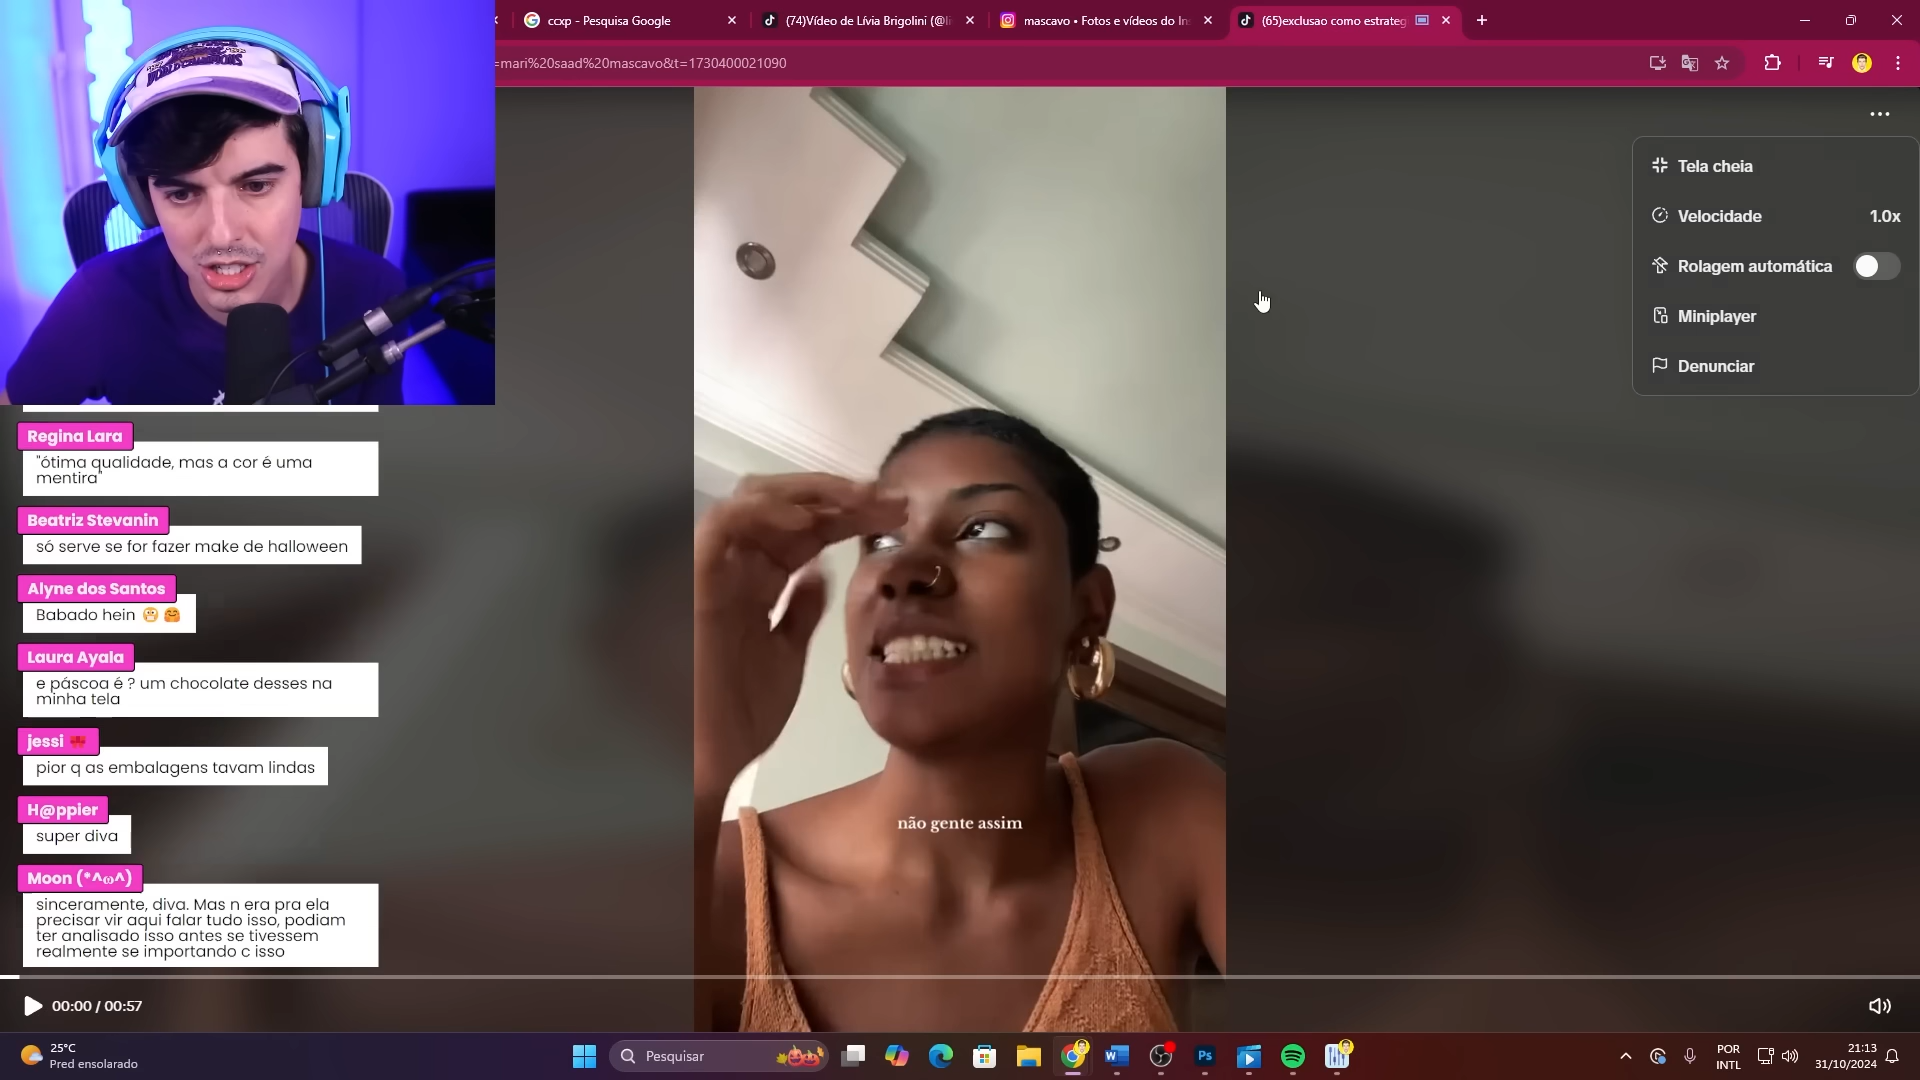 ccxp - Pesquisa Google
(74)Vídeo de Lívia Brigolini (@li
mascavo • Fotos e vídeos do In
(65)exclusao como estrateg
=mari%20saad%20mascavo&t=1730400021090
Tela cheia
Velocidade 1.0x
Rolagem automática
Miniplayer
Denunciar
Regina Lara
"ótima qualidade, mas a cor é uma
mentira"
Beatriz Stevanin
só serve se for fazer make de halloween
Alyne dos Santos
Babado hein 😬 🤗
Laura Ayala
e páscoa é ? um chocolate desses na
minha tela
jessi 🎀
pior q as embalagens tavam lindas
H@ppier
super diva
Moon (*^ω^)
sinceramente, diva. Mas n era pra ela
precisar vir aqui falar tudo isso, podiam
ter analisado isso antes se tivessem
realmente se importando c isso
não gente assim
00:00 / 00:57
25°C
Pred ensolarado
Pesquisar
W
Ps
POR
INTL
21:13
31/10/2024